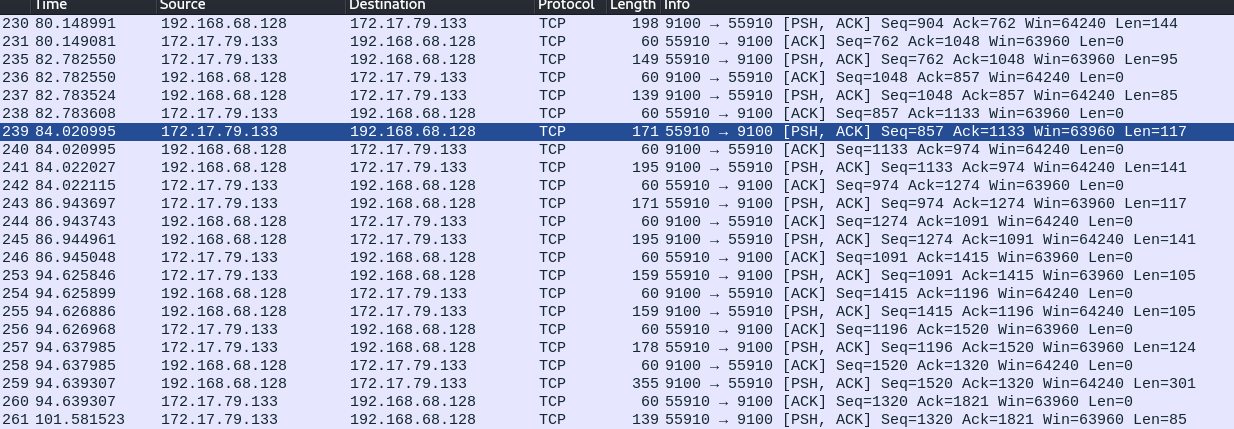 Time Source Destination Protocol Length Info
230 80.148991 192.168.68.128 172.17.79.133 TCP 198 9100 → 55910 [PSH, ACK] Seq=904 Ack=762 Win=64240 Len=144
231 80.149081 172.17.79.133 192.168.68.128 TCP 60 55910 → 9100 [ACK] Seq=762 Ack=1048 Win=63960 Len=0
235 82.782550 172.17.79.133 192.168.68.128 TCP 149 55910 → 9100 [PSH, ACK] Seq=762 Ack=1048 Win=63960 Len=95
236 82.782550 192.168.68.128 172.17.79.133 TCP 60 9100 → 55910 [ACK] Seq=1048 Ack=857 Win=64240 Len=0
237 82.783524 192.168.68.128 172.17.79.133 TCP 139 9100 → 55910 [PSH, ACK] Seq=1048 Ack=857 Win=64240 Len=85
238 82.783608 172.17.79.133 192.168.68.128 TCP 60 55910 → 9100 [ACK] Seq=857 Ack=1133 Win=63960 Len=0
239 84.020995 172.17.79.133 192.168.68.128 TCP 171 55910 → 9100 [PSH, ACK] Seq=857 Ack=1133 Win=63960 Len=117
240 84.020995 192.168.68.128 172.17.79.133 TCP 60 9100 → 55910 [ACK] Seq=1133 Ack=974 Win=64240 Len=0
241 84.022027 192.168.68.128 172.17.79.133 TCP 195 9100 → 55910 [PSH, ACK] Seq=1133 Ack=974 Win=64240 Len=141
242 84.022115 172.17.79.133 192.168.68.128 TCP 60 55910 → 9100 [ACK] Seq=974 Ack=1274 Win=63960 Len=0
243 86.943697 172.17.79.133 192.168.68.128 TCP 171 55910 → 9100 [PSH, ACK] Seq=974 Ack=1274 Win=63960 Len=117
244 86.943743 192.168.68.128 172.17.79.133 TCP 60 9100 → 55910 [ACK] Seq=1274 Ack=1091 Win=64240 Len=0
245 86.944961 192.168.68.128 172.17.79.133 TCP 195 9100 → 55910 [PSH, ACK] Seq=1274 Ack=1091 Win=64240 Len=141
246 86.945048 172.17.79.133 192.168.68.128 TCP 60 55910 → 9100 [ACK] Seq=1091 Ack=1415 Win=63960 Len=0
253 94.625846 172.17.79.133 192.168.68.128 TCP 159 55910 → 9100 [PSH, ACK] Seq=1091 Ack=1415 Win=63960 Len=105
254 94.625899 192.168.68.128 172.17.79.133 TCP 60 9100 → 55910 [ACK] Seq=1415 Ack=1196 Win=64240 Len=0
255 94.626886 192.168.68.128 172.17.79.133 TCP 159 9100 → 55910 [PSH, ACK] Seq=1415 Ack=1196 Win=64240 Len=105
256 94.626968 172.17.79.133 192.168.68.128 TCP 60 55910 → 9100 [ACK] Seq=1196 Ack=1520 Win=63960 Len=0
257 94.637985 172.17.79.133 192.168.68.128 TCP 178 55910 → 9100 [PSH, ACK] Seq=1196 Ack=1520 Win=63960 Len=124
258 94.637985 192.168.68.128 172.17.79.133 TCP 60 9100 → 55910 [ACK] Seq=1520 Ack=1320 Win=64240 Len=0
259 94.639307 192.168.68.128 172.17.79.133 TCP 355 9100 → 55910 [PSH, ACK] Seq=1520 Ack=1320 Win=64240 Len=301
260 94.639307 172.17.79.133 192.168.68.128 TCP 60 55910 → 9100 [ACK] Seq=1320 Ack=1821 Win=63960 Len=0
261 101.581523 172.17.79.133 192.168.68.128 TCP 139 55910 → 9100 [PSH, ACK] Seq=1320 Ack=1821 Win=63960 Len=85